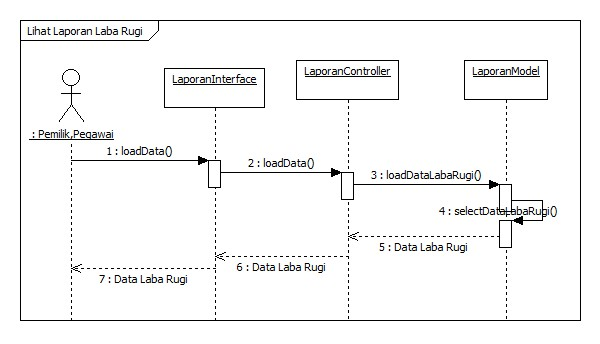 Lihat Laporan Laba Rugi
LaporanInterface
LaporanController
LaporanModel
: Pemilik,Pegawai
1 : loadData()
2 : loadData()
3 : loadDataLabaRugi()
4 : selectDataLabaRugi()
5 : Data Laba Rugi
6 : Data Laba Rugi
7 : Data Laba Rugi